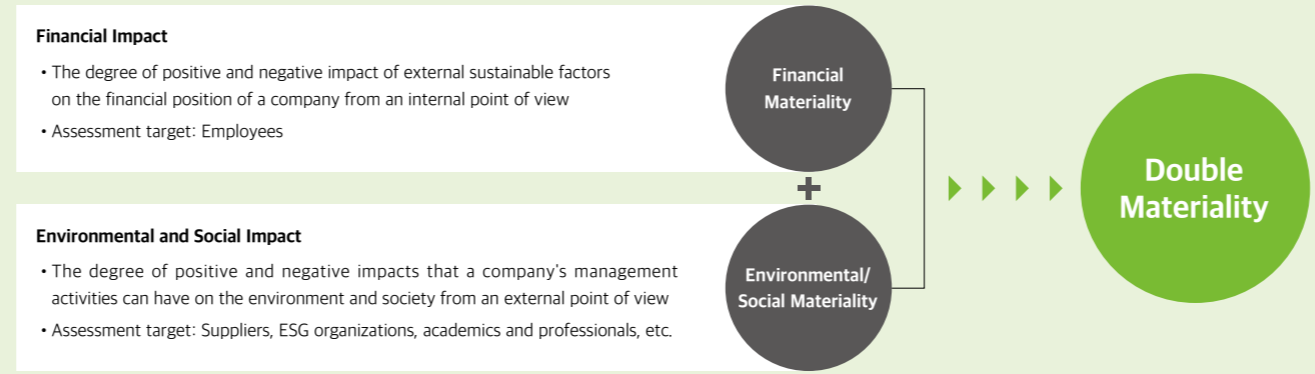 Financial Impact
• The degree of positive and negative impact of external sustainable factors
on the financial position of a company from an internal point of view
• Assessment target: Employees
Financial
Materiality
+
Environmental and Social Impact
• The degree of positive and negative impacts that a company's management
activities can have on the environment and society from an external point of view
• Assessment target: Suppliers, ESG organizations, academics and professionals, etc.
Environmental/
Social Materiality
Double
Materiality